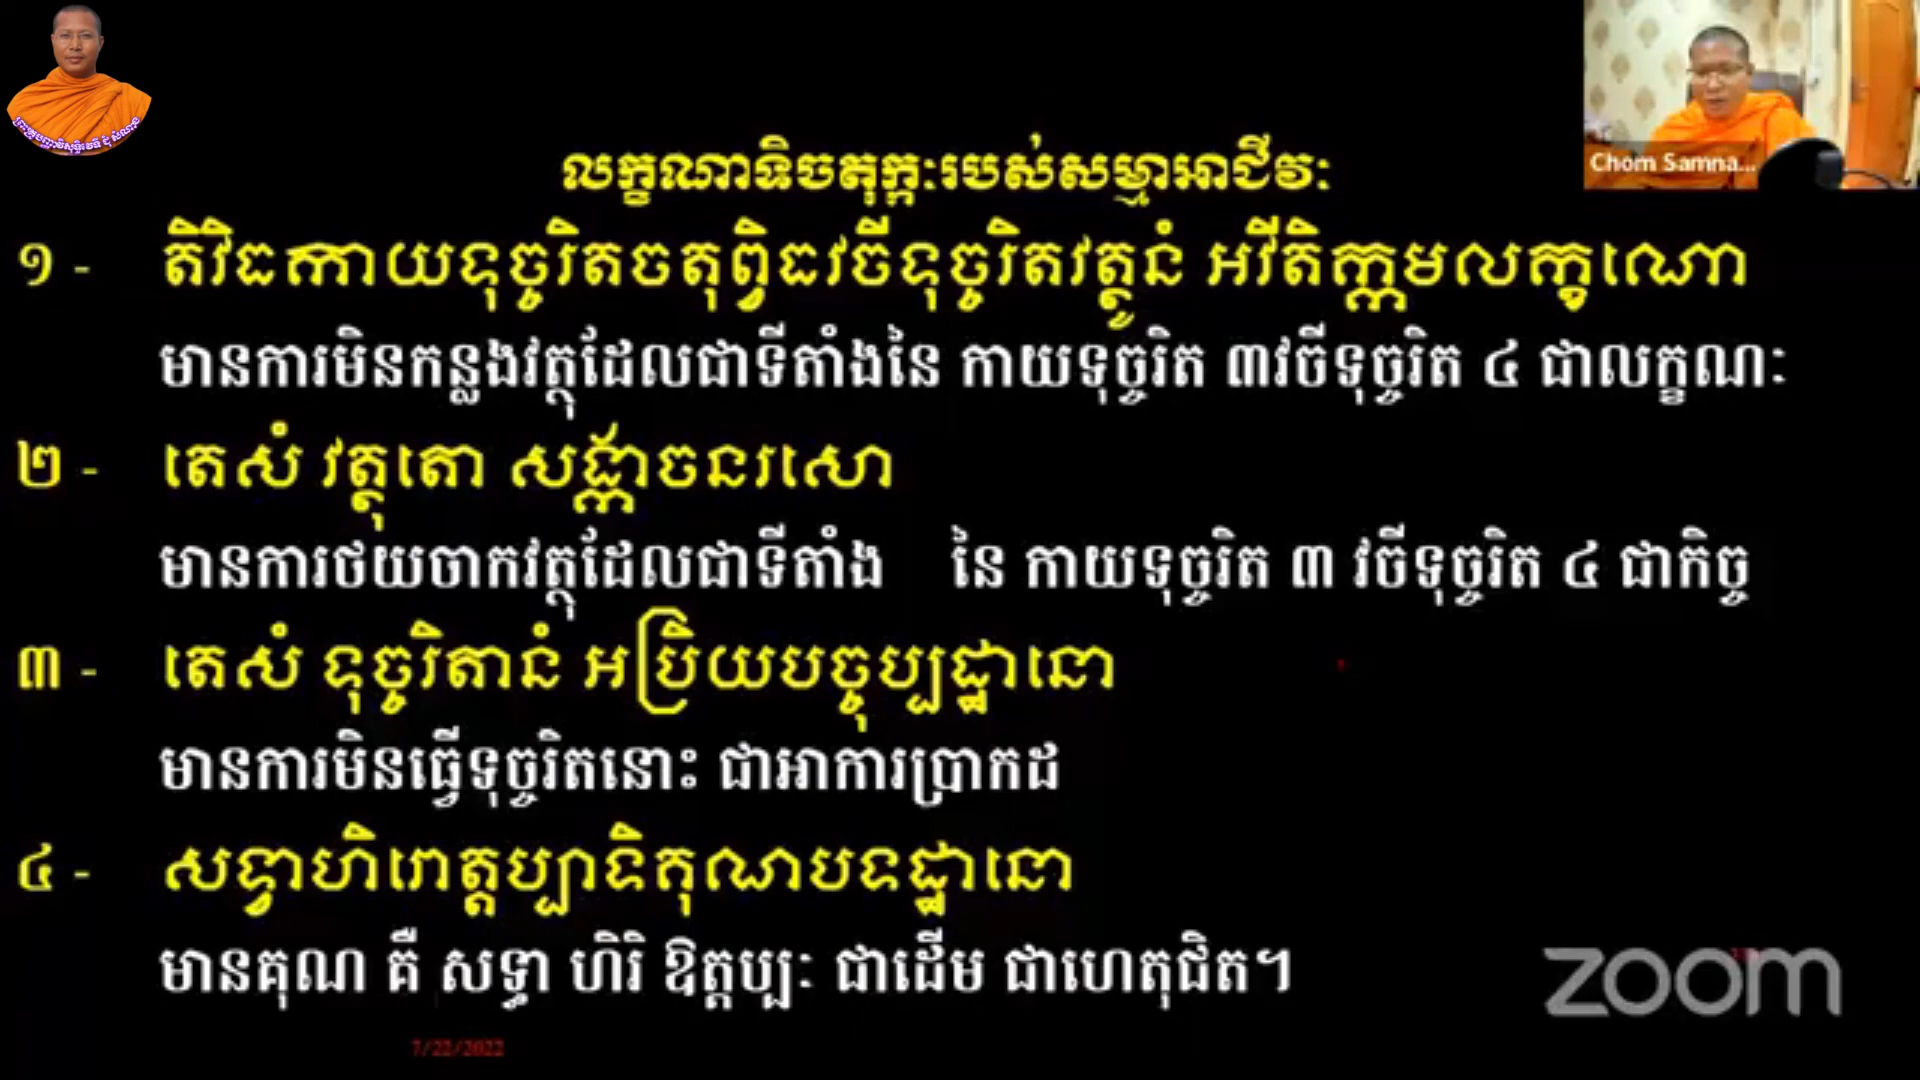 លក្ខណាទិចតុក្កៈរបស់សម្មាអាជីវៈ
Chom Samna...
១ - តិវិធកាយទុច្ចរិតចតុព្វិធវចីទុច្ចរិតវត្ថូនំ អវីតិក្កមលក្ខណោ
មានការមិនកន្លងវត្ថុដែលជាទីតាំងនៃ កាយទុច្ចរិត ៣វចីទុច្ចរិត ៤ ជាលក្ខណៈ
២ - តេសំ វត្ថុតោ សង្កោចនរសោ
មានការថយចាកវត្ថុដែលជាទីតាំង នៃ កាយទុច្ចរិត ៣ វចីទុច្ចរិត ៤ ជាកិច្ច
៣ - តេសំ ទុច្ចរិតានំ អប្រិយបច្ចុប្បដ្ឋានោ
មានការមិនធ្វើទុច្ចរិតនោះ ជាអាការប្រាកដ
៤ - សទ្ធាហិរោត្តប្បាទិគុណបទដ្ឋានោ
មានគុណ គឺ សទ្ធា ហិរិ ឱត្តប្បៈ ជាដើម ជាហេតុជិត។
zoom
7/22/2022